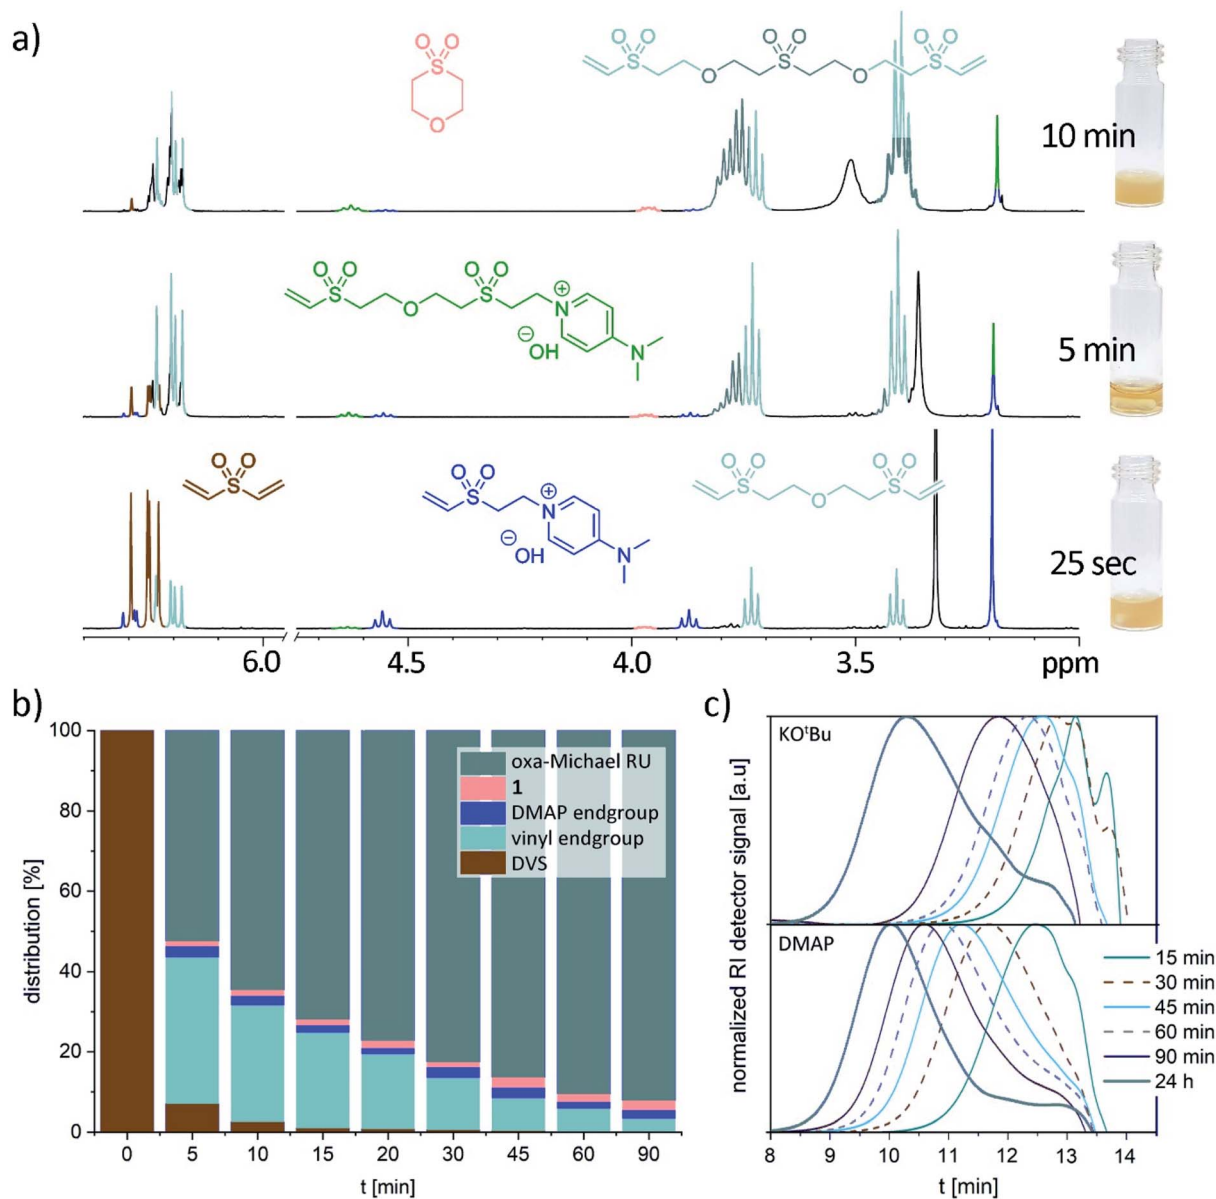 a)
O O
S
O
O O
S
O
O O
S
O
O O
S
10 min
O O
S
O
O O
S
+
N
−
OH
N
5 min
O O
S
O O
S
+
N
−
OH
N
O O
S
O
O O
S
25 sec
6.0 4.5 4.0 3.5 ppm
b)
distribution [%]
100
80
60
40
20
0
oxa-Michael RU
1
DMAP endgroup
vinyl endgroup
DVS
0 5 10 15 20 30 45 60 90
t [min]
c)
normalized RI detector signal [a.u]
KOᵗBu
DMAP
15 min
30 min
45 min
60 min
90 min
24 h
8 9 10 11 12 13 14
t [min]